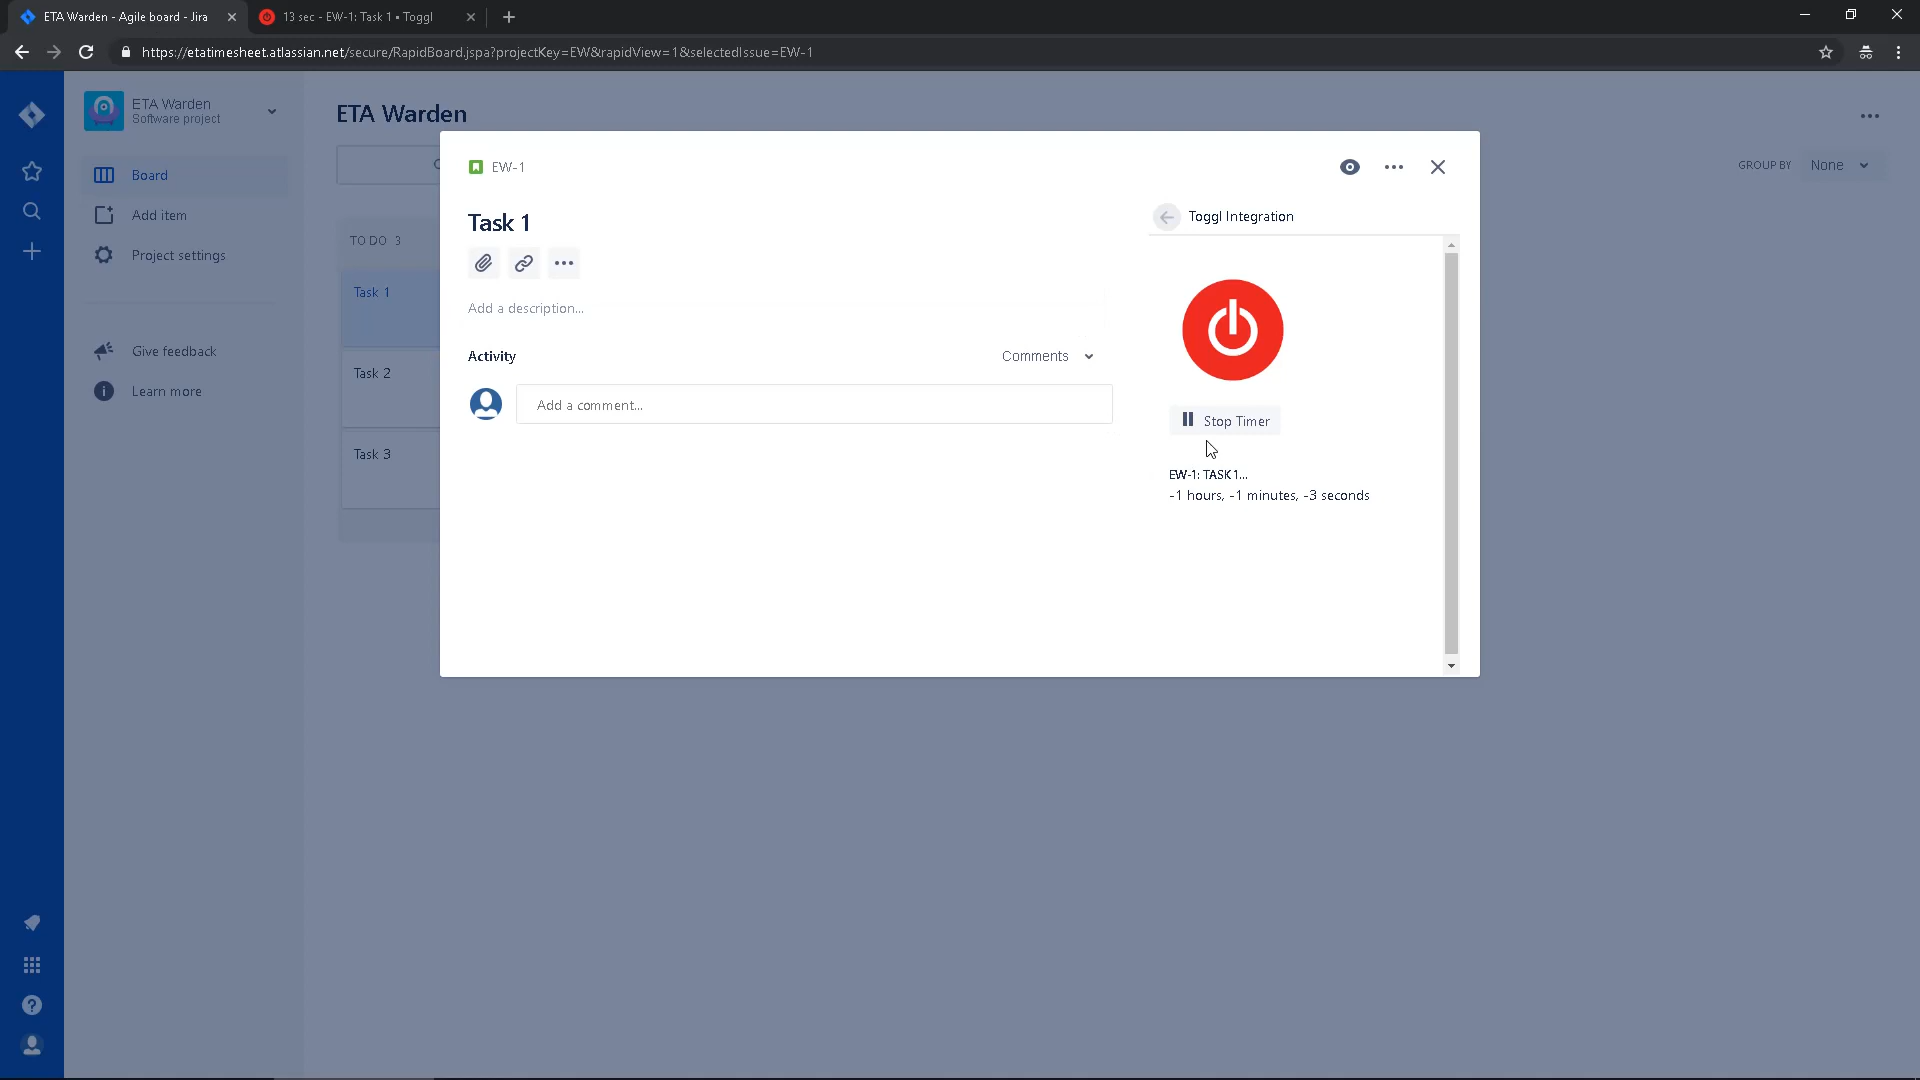 ETA Warden - Agile board - Jira
13 sec - EW-1: Task 1 • Toggl
https://etatimesheet.atlassian.net/secure/RapidBoard.jspa?projectKey=EW&rapidView=1&selectedIssue=EW-1
ETA Warden
Software project
Board
Add item
Project settings
Give feedback
Learn more
ETA Warden
GROUP BY None
TO DO 3
Task 1
Task 2
Task 3
EW-1
Task 1
Add a description...
Activity
Comments
Add a comment...
Toggl Integration
Stop Timer
EW-1: TASK 1...
-1 hours, -1 minutes, -3 seconds